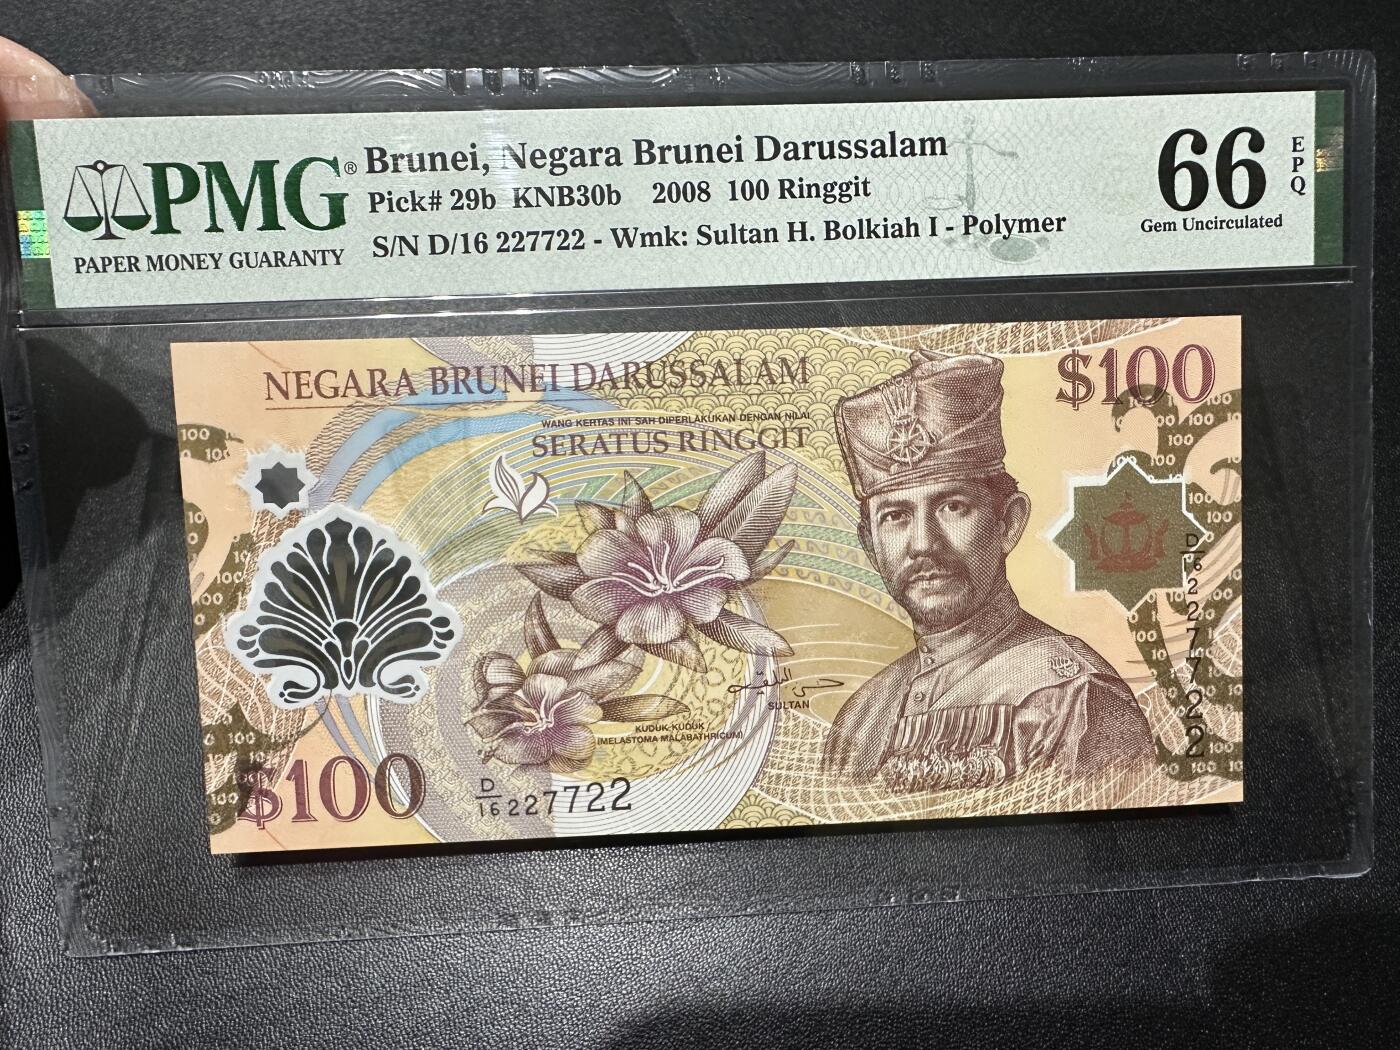 PMG®
PAPER MONEY GUARANTY
Brunei, Negara Brunei Darussalam
Pick# 29b KNB30b 2008 100 Ringgit
S/N D/16 227722 - Wmk: Sultan H. Bolkiah I - Polymer
66
EPQ
Gem Uncirculated
NEGARA BRUNEI DARUSSALAM
$100
WANG KERTAS INI SAH DIPERLAKUKAN DENGAN NILAI
SERATUS RINGGIT
SULTAN
KUDUK-KUDUK
(MELASTOMA MALABATHRICUM)
$100
D/16 227722
D/16 227722